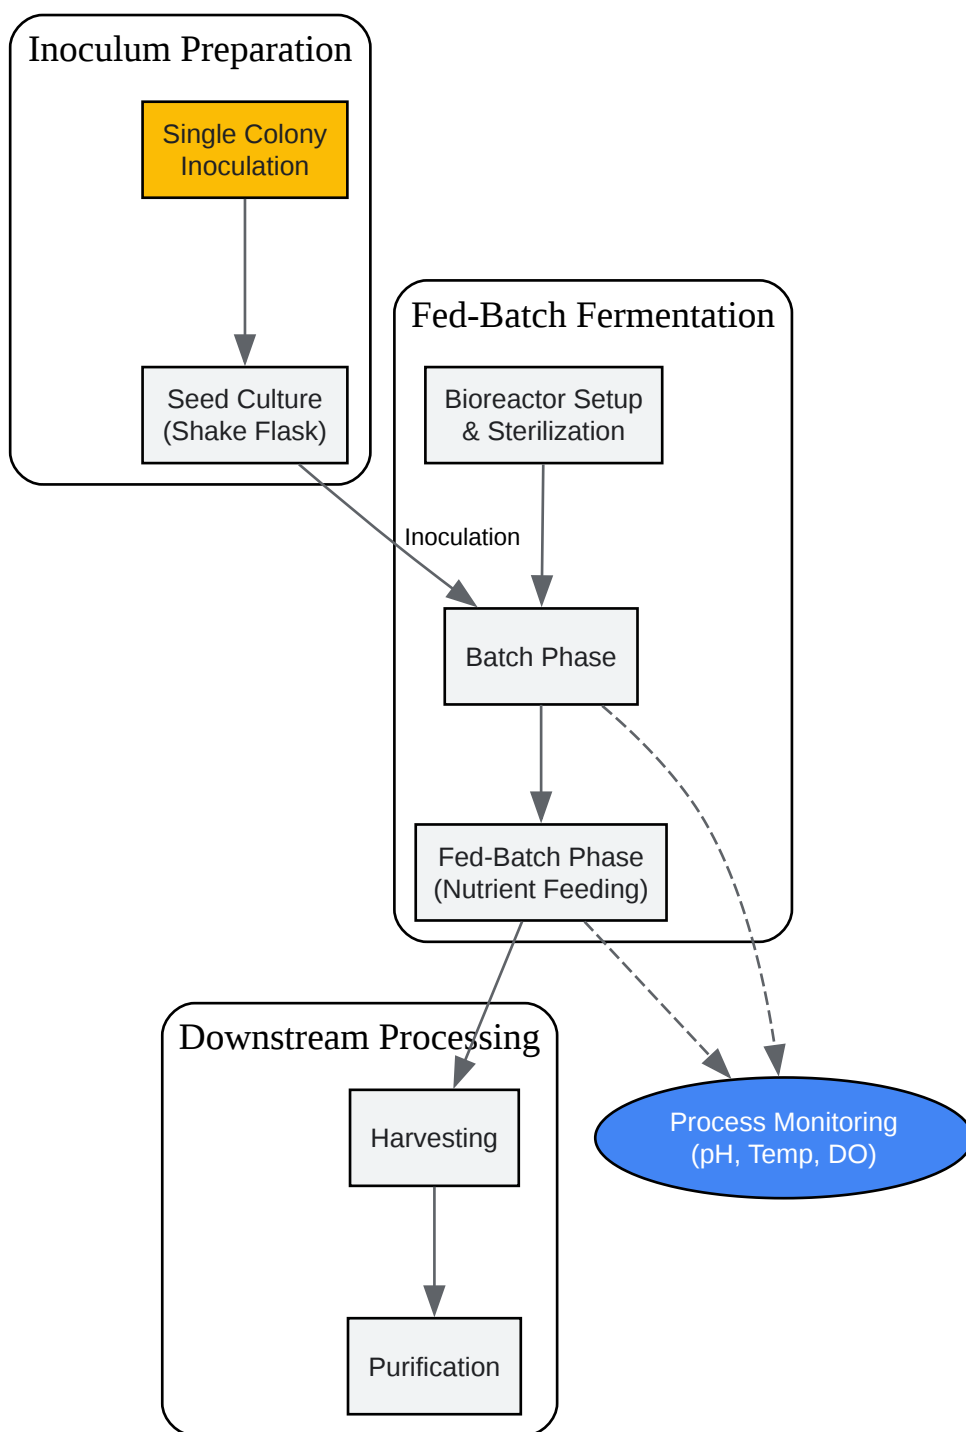 Inoculum Preparation
Single Colony
Inoculation
Seed Culture
(Shake Flask)
Fed-Batch Fermentation
Bioreactor Setup
& Sterilization
Inoculation
Batch Phase
Fed-Batch Phase
(Nutrient Feeding)
Downstream Processing
Harvesting
Process Monitoring
(pH, Temp, DO)
Purification